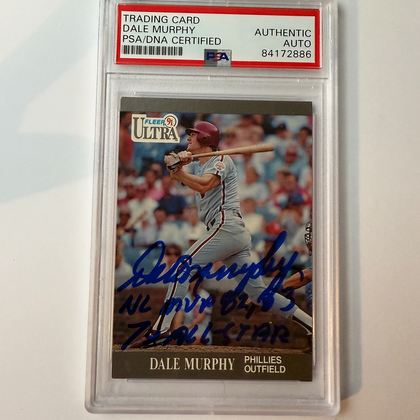 TRADING CARD
DALE MURPHY
PSA/DNA CERTIFIED
AUTHENTIC
AUTO
84172886
PSA
FLEER 91
ULTRA
Dale Murphy
NL MVP 82, 83
7X ALL-STAR
DALE MURPHY
PHILLIES
OUTFIELD